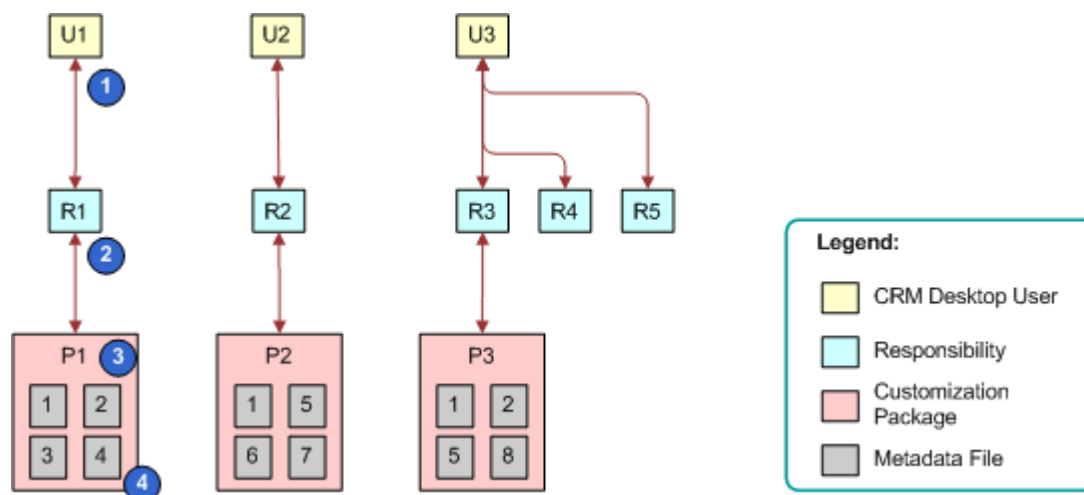 U1
U2
U3
1
R1
R2
R3
R4
R5
2
P1
3
P2
P3
1
2
1
5
1
2
3
4
6
7
5
8
4
Legend:
CRM Desktop User
Responsibility
Customization
Package
Metadata File